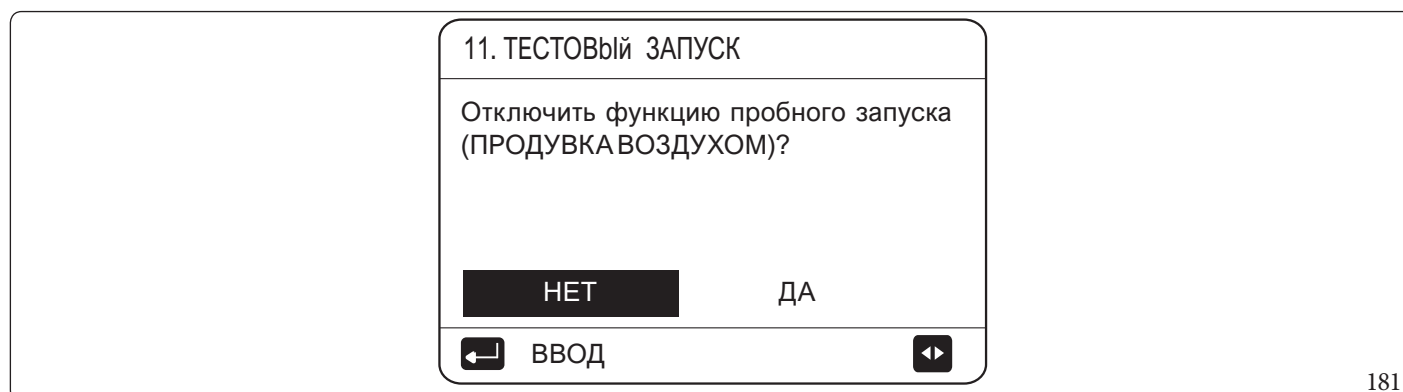 11. ТЕСТОВЫй ЗАПУСК
Отключить функцию пробного запуска
(ПРОДУВКА ВОЗДУХОМ)?
НЕТ ДА
ВВОД
181